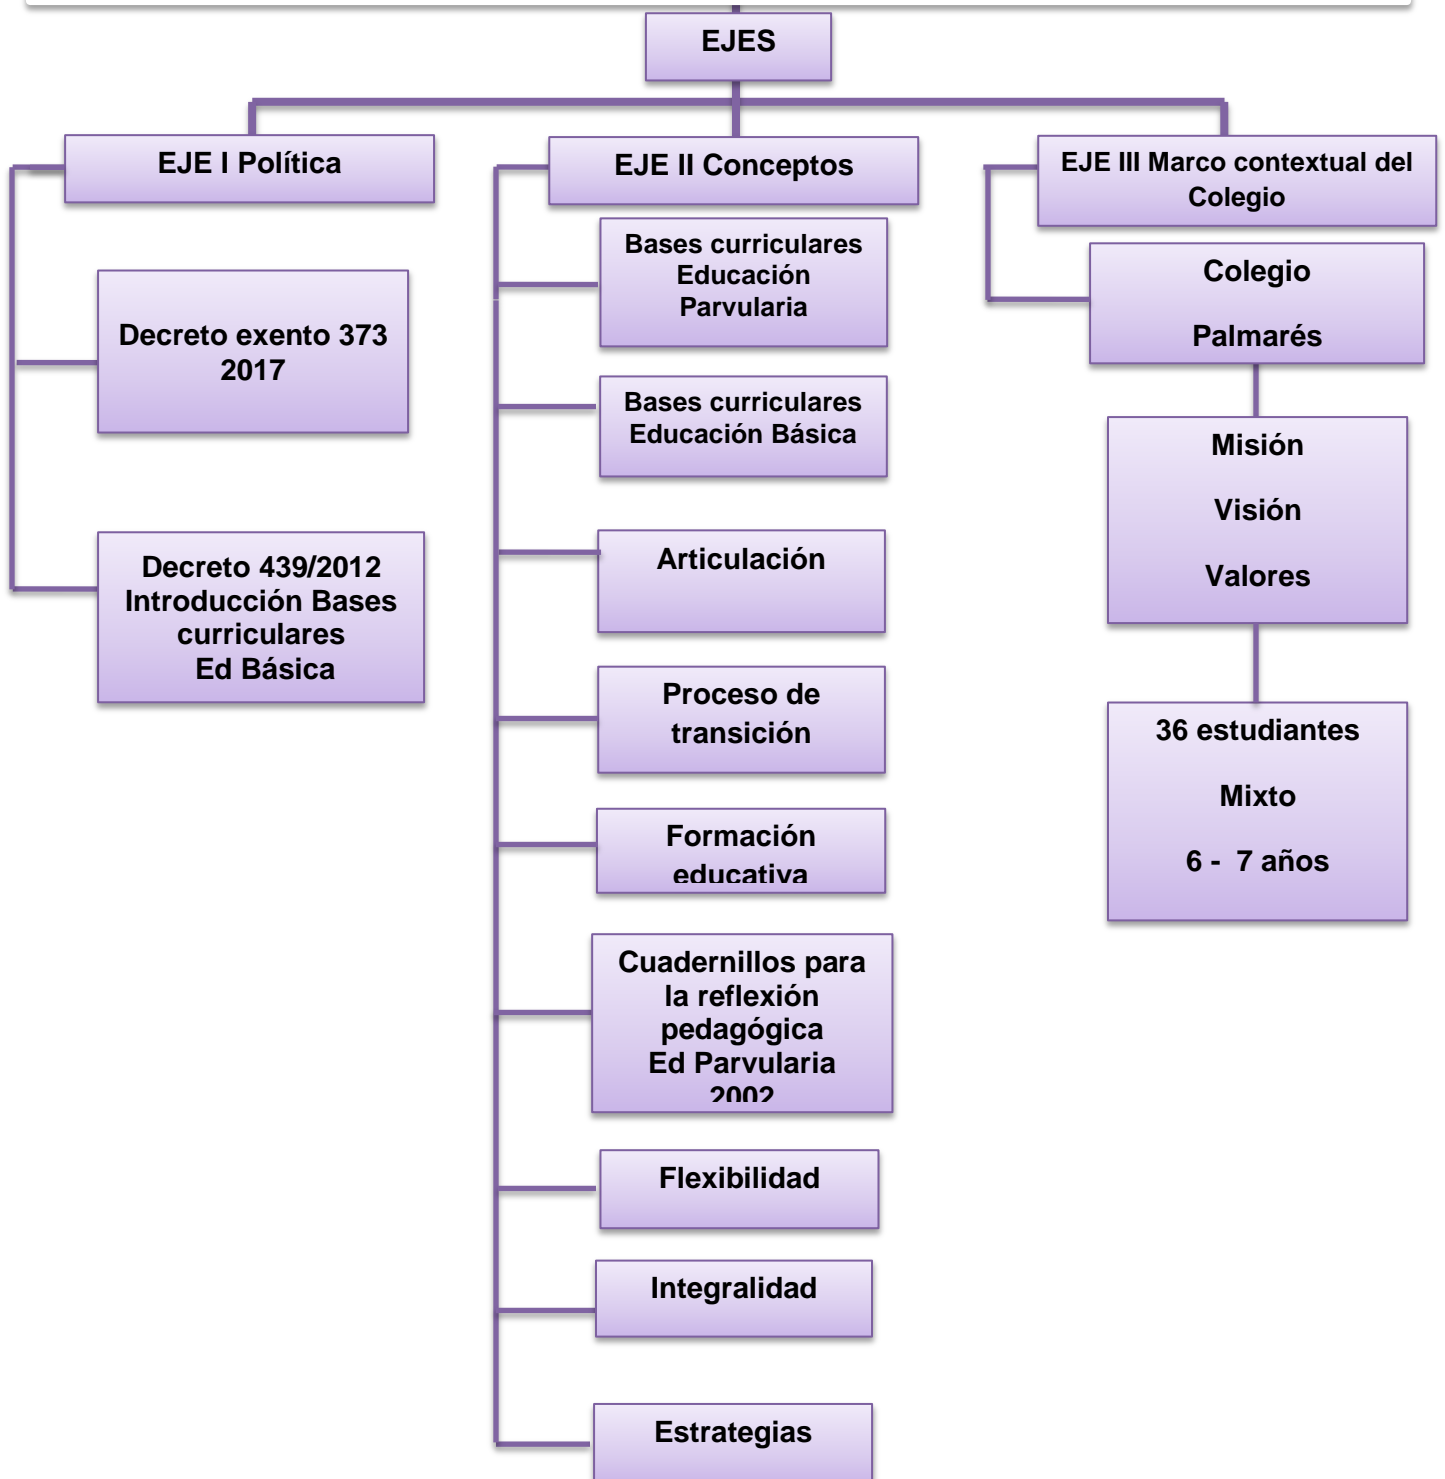 EJES
EJE I Política
Decreto exento 373
2017
Decreto 439/2012
Introducción Bases
curriculares
Ed Básica
EJE II Conceptos
Bases curriculares
Educación
Parvularia
Bases curriculares
Educación Básica
Articulación
Proceso de
transición
Formación
educativa
Cuadernillos para
la reflexión
pedagógica
Ed Parvularia
2002
Flexibilidad
Integralidad
Estrategias
EJE III Marco contextual del
Colegio
Colegio
Palmarés
Misión
Visión
Valores
36 estudiantes
Mixto
6 - 7 años